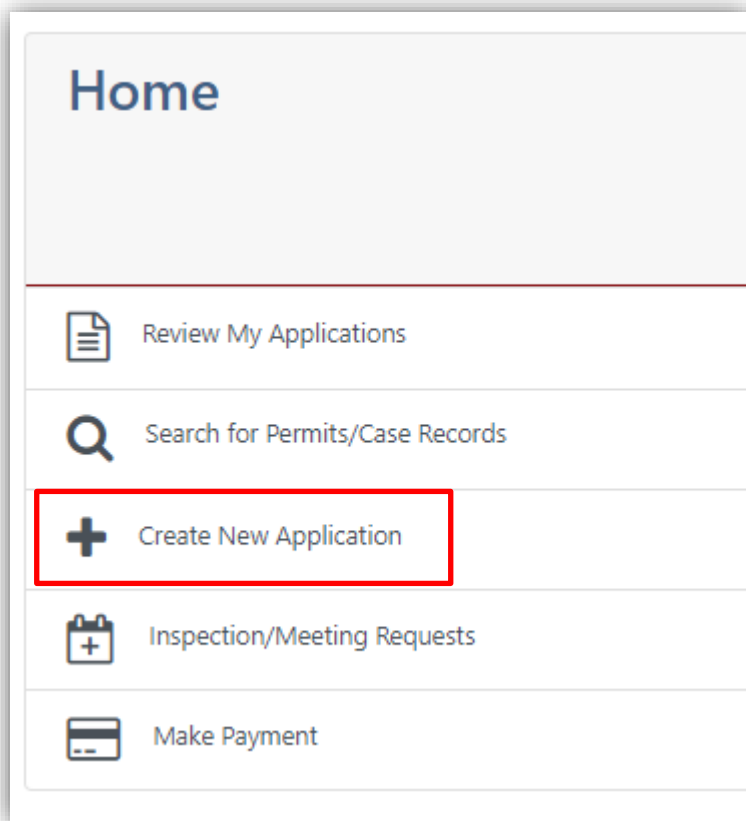 Home
Review My Applications
Search for Permits/Case Records
Create New Application
Inspection/Meeting Requests
Make Payment